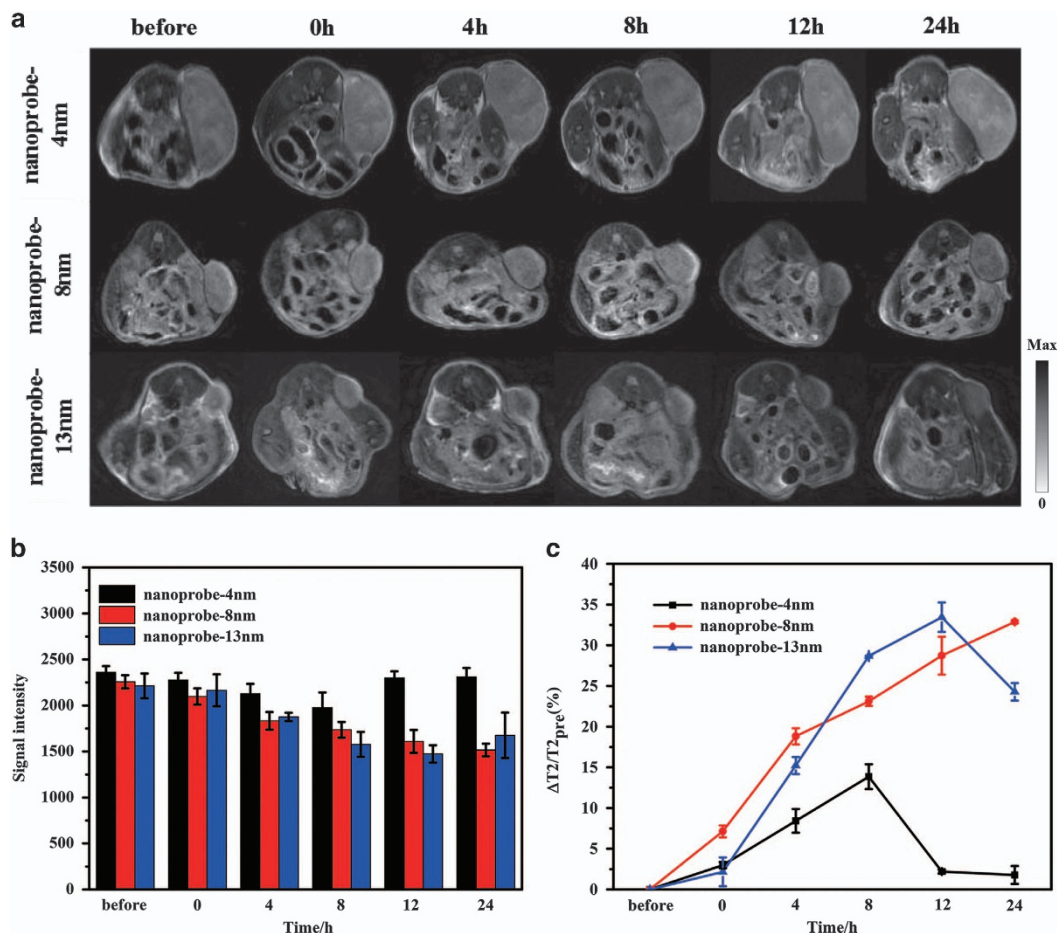 a
before 0h 4h 8h 12h 24h
nanoprobe-
4nm
nanoprobe-
8nm
nanoprobe-
13nm
Max
0
b
3500
3000
2500
2000
1500
1000
500
0
Signal intensity
nanoprobe-4nm
nanoprobe-8nm
nanoprobe-13nm
before 0 4 8 12 24
Time/h
c
40
35
30
25
20
15
10
5
0
ΔT2/T2pre(%)
nanoprobe-4nm
nanoprobe-8nm
nanoprobe-13nm
before 0 4 8 12 24
Time/h